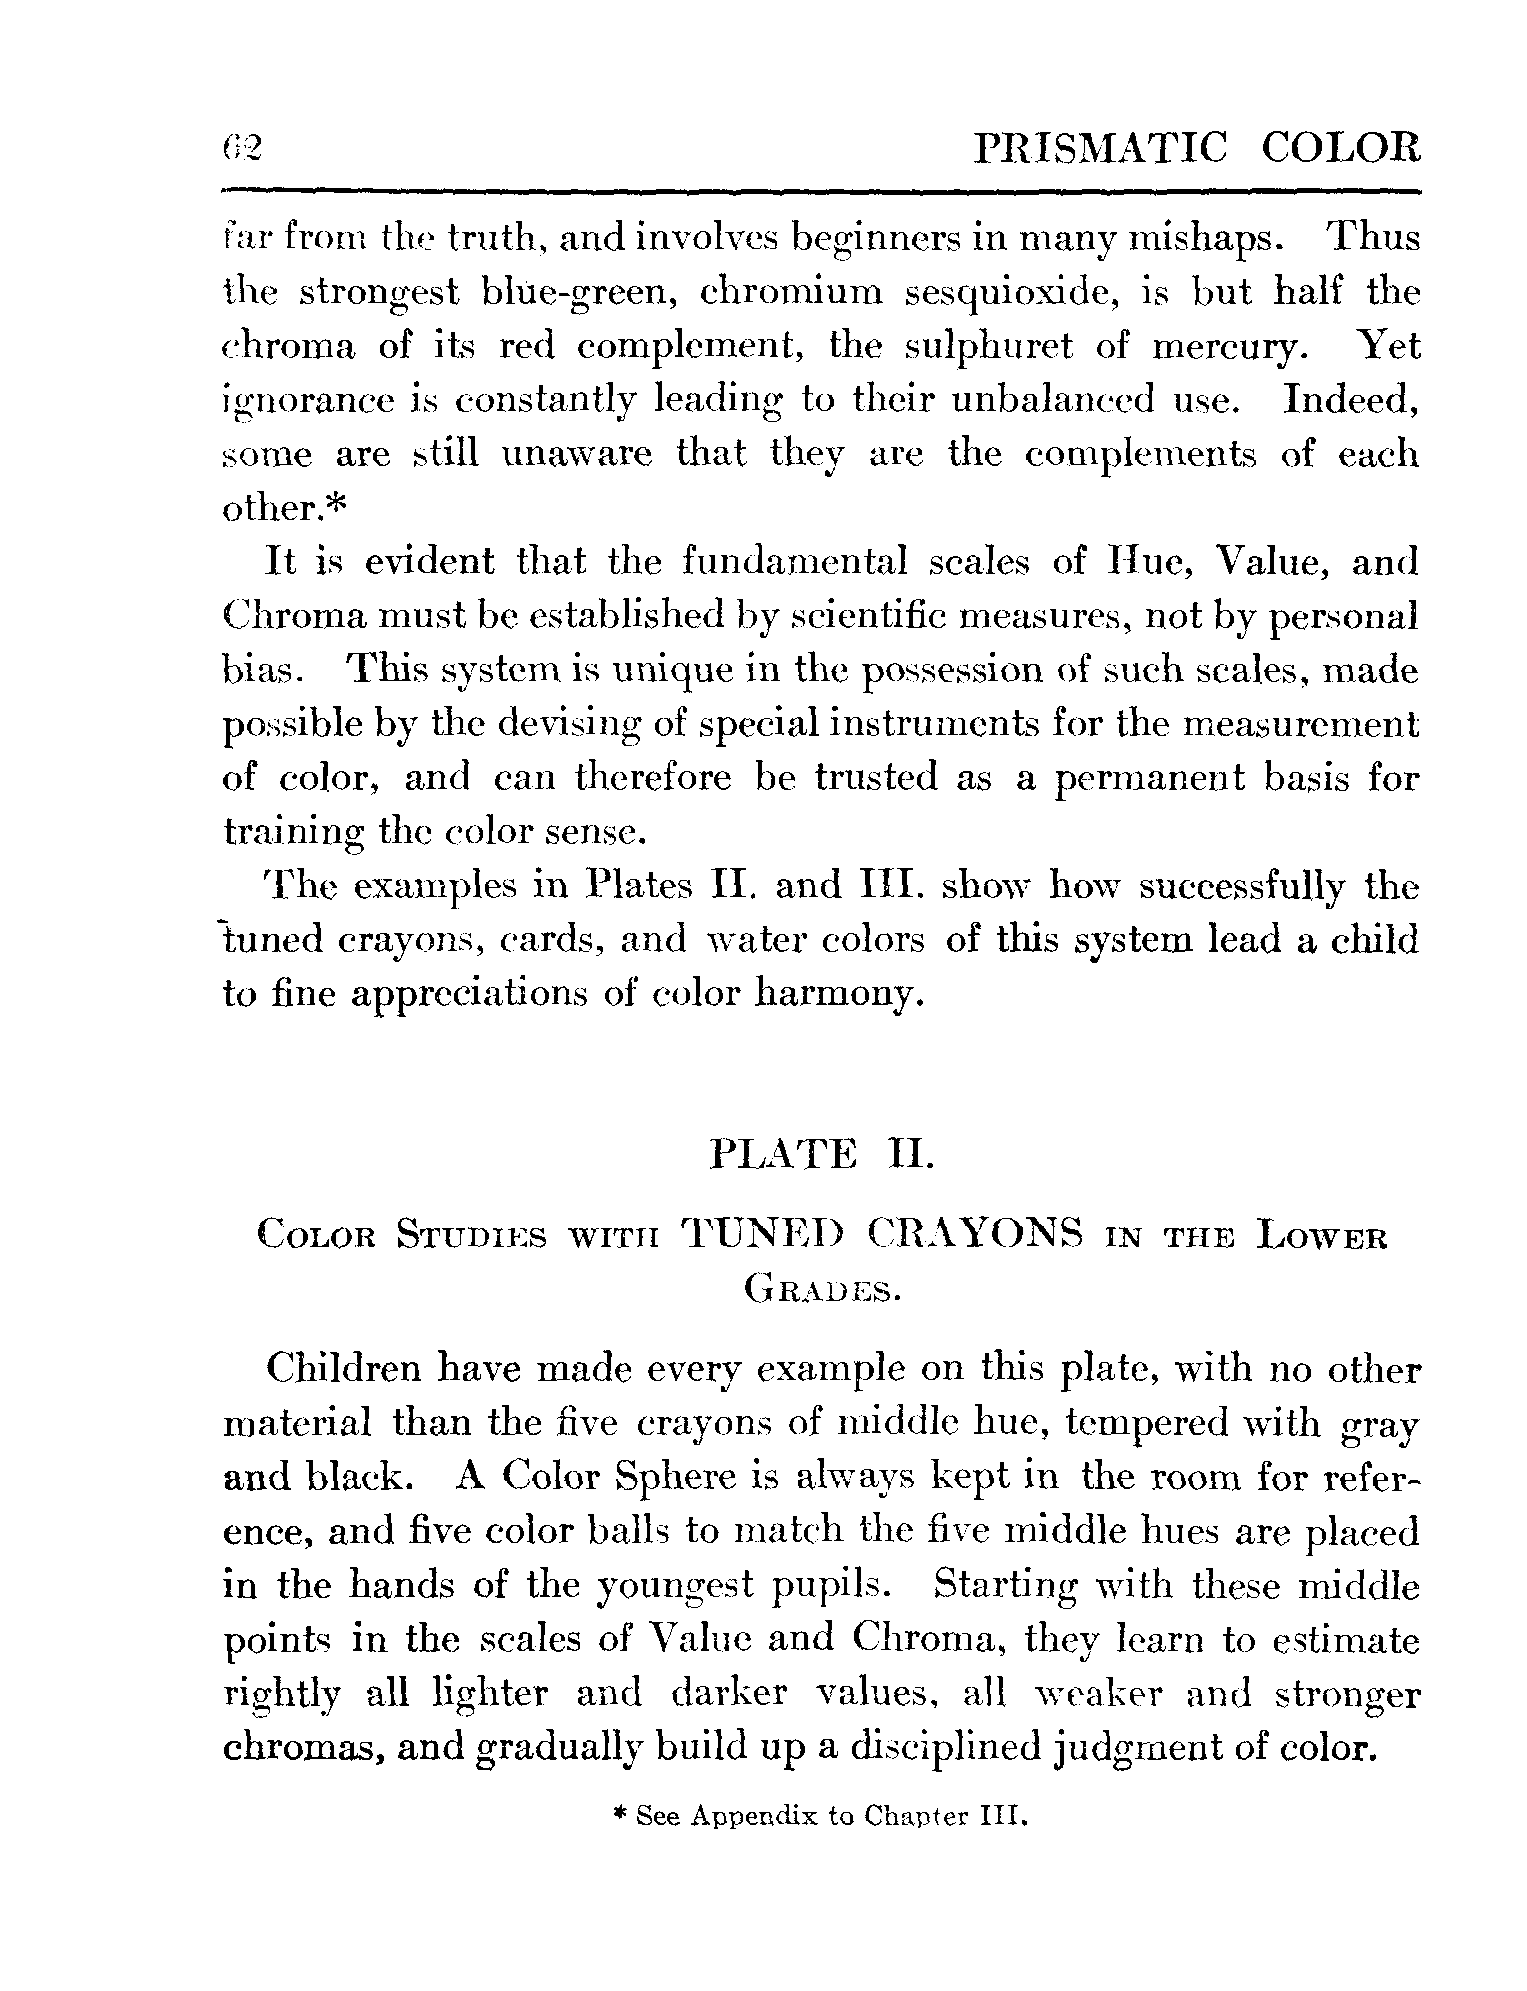 62 PRISMATIC COLOR
far from the truth, and involves beginners in many mishaps. Thus
the strongest blue-green, chromium sesquioxide, is but half the
chroma of its red complement, the sulphuret of mercury. Yet
ignorance is constantly leading to their unbalanced use. Indeed,
some are still unaware that they are the complements of each
other.*
It is evident that the fundamental scales of Hue, Value, and
Chroma must be established by scientific measures, not by personal
bias. This system is unique in the possession of such scales, made
possible by the devising of special instruments for the measurement
of color, and can therefore be trusted as a permanent basis for
training the color sense.
The examples in Plates II. and III. show how successfully the
tuned crayons, cards, and water colors of this system lead a child
to fine appreciations of color harmony.
PLATE II.
COLOR STUDIES WITH TUNED CRAYONS IN THE LOWER
GRADES.
Children have made every example on this plate, with no other
material than the five crayons of middle hue, tempered with gray
and black. A Color Sphere is always kept in the room for refer-
ence, and five color balls to match the five middle hues are placed
in the hands of the youngest pupils. Starting with these middle
points in the scales of Value and Chroma, they learn to estimate
rightly all lighter and darker values, all weaker and stronger
chromas, and gradually build up a disciplined judgment of color.
* See Appendix to Chapter III.